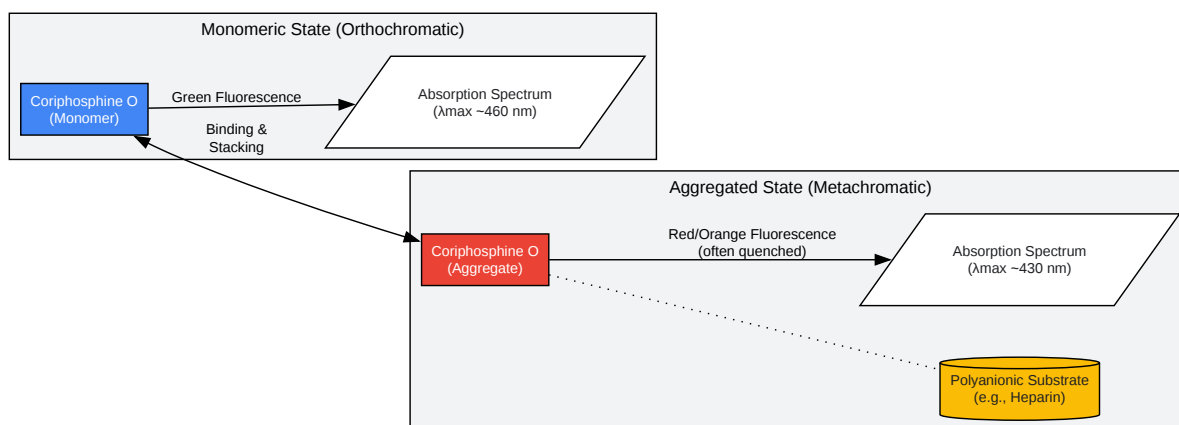 Monomeric State (Orthochromatic)
Coriphosphine O
(Monomer)
Green Fluorescence
Absorption Spectrum
(λmax ~460 nm)
Binding &
Stacking
Aggregated State (Metachromatic)
Coriphosphine O
(Aggregate)
Red/Orange Fluorescence
(often quenched)
Absorption Spectrum
(λmax ~430 nm)
Polyanionic Substrate
(e.g., Heparin)